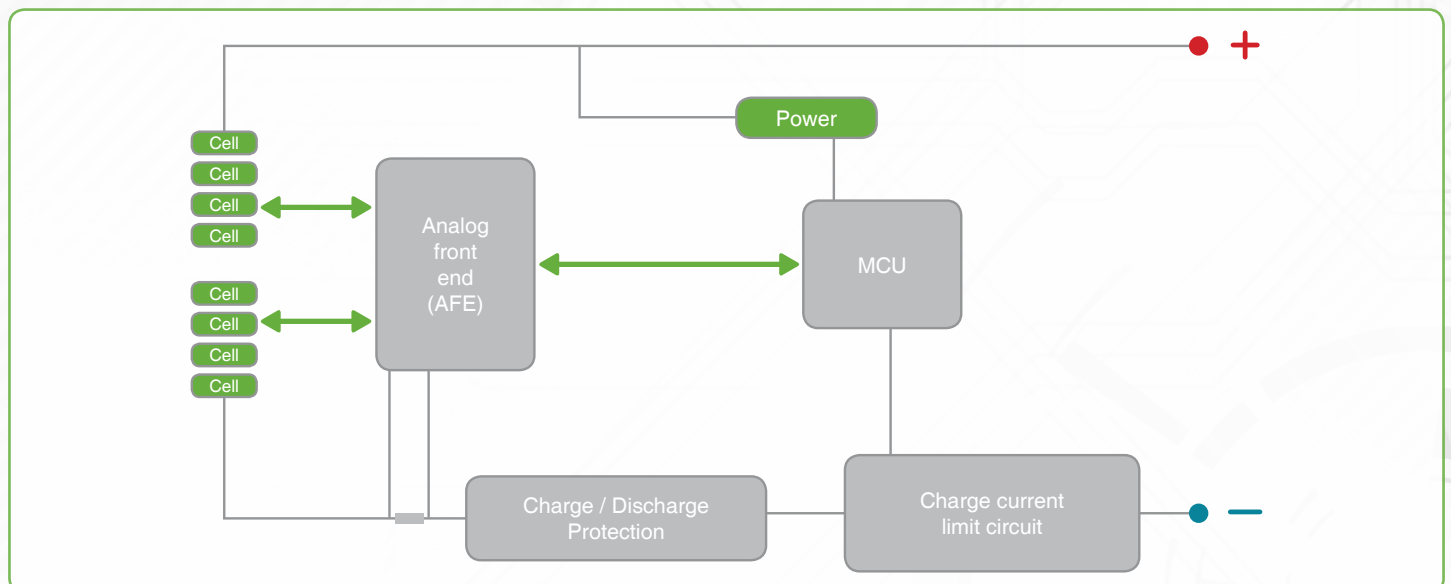 +
Power
Cell
Cell
Cell
Cell
Analog
front
end
(AFE)
MCU
Cell
Cell
Cell
Cell
Charge / Discharge
Protection
Charge current
limit circuit
—